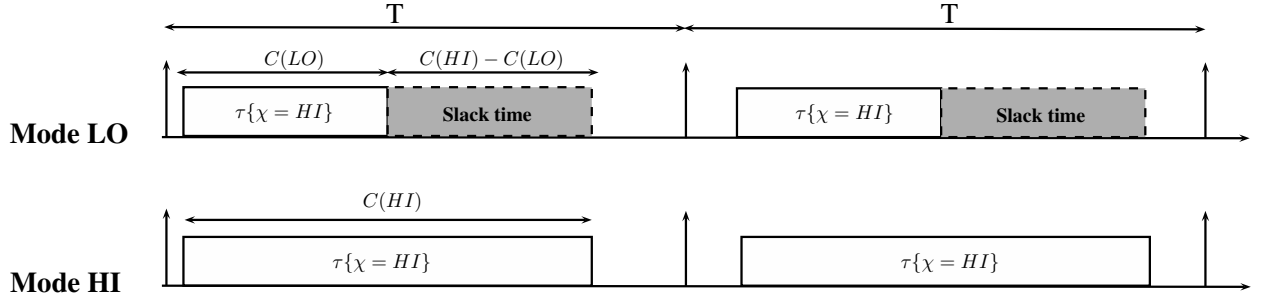 T T
C(LO) C(HI) − C(LO)
τ{χ = HI} Slack time τ{χ = HI} Slack time
Mode LO
C(HI)
τ{χ = HI} τ{χ = HI}
Mode HI